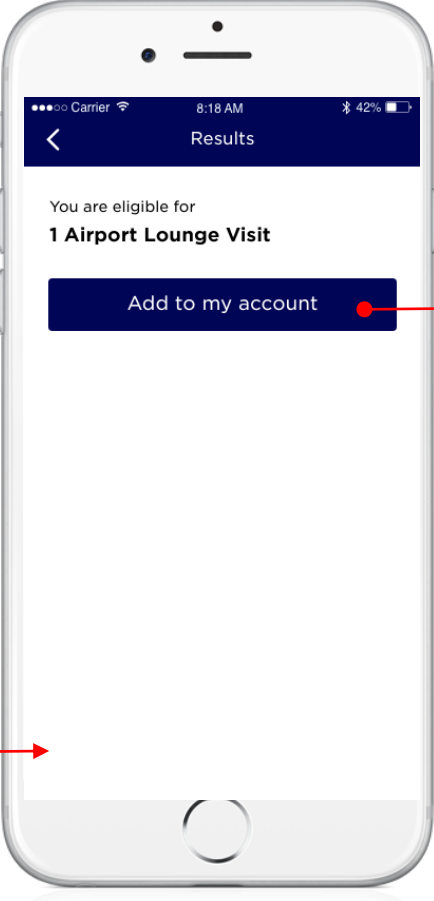 Carrier 8:18 AM 42%
Results
You are eligible for
1 Airport Lounge Visit
Add to my account